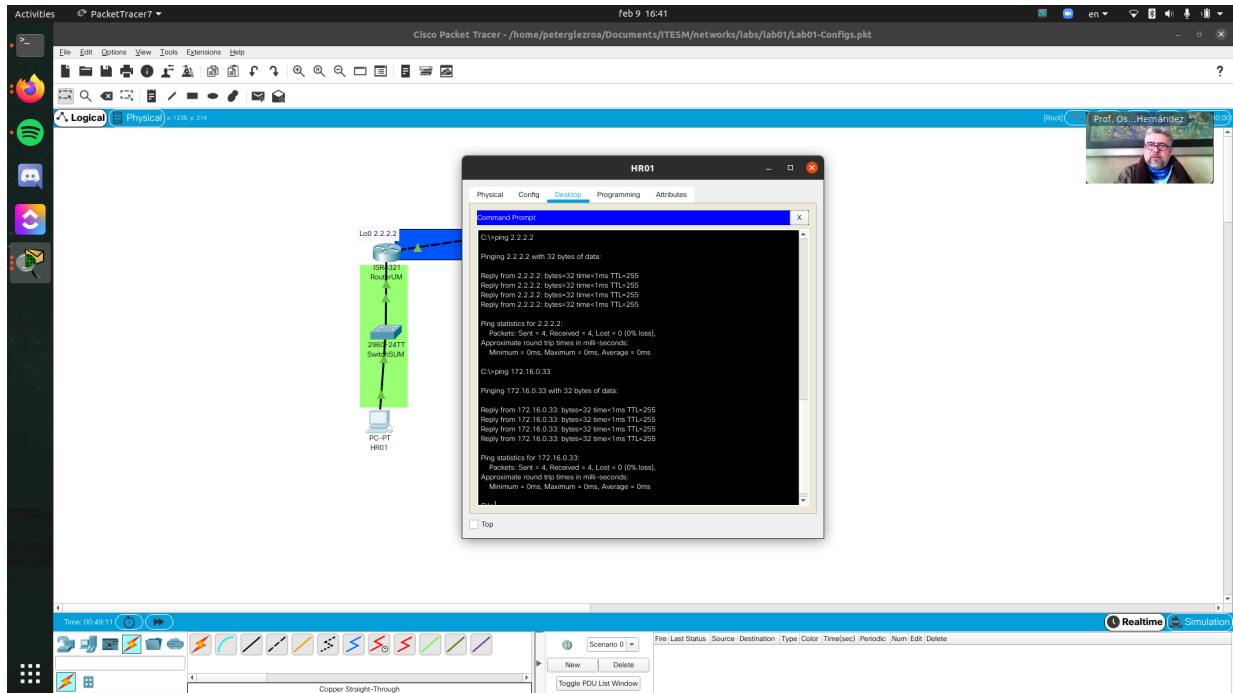 Activities
PacketTracer7
feb 9 16:41
en
Cisco Packet Tracer - /home/peterglezroa/Documents/ITESM/networks/labs/lab01/Lab01-Configs.pkt
File Edit Options View Tools Extensions Help
?
Logical
Physical
x: 1238, y: 214
[Root]
Prof. Os...Hernández
HR01
Physical Config Desktop Programming Attributes
Command Prompt
X
C:\>ping 2.2.2.2
Pinging 2.2.2.2 with 32 bytes of data:
Reply from 2.2.2.2: bytes=32 time<1ms TTL=255
Reply from 2.2.2.2: bytes=32 time<1ms TTL=255
Reply from 2.2.2.2: bytes=32 time<1ms TTL=255
Reply from 2.2.2.2: bytes=32 time<1ms TTL=255
Ping statistics for 2.2.2.2:
Packets: Sent = 4, Received = 4, Lost = 0 (0% loss),
Approximate round trip times in milli-seconds:
Minimum = 0ms, Maximum = 0ms, Average = 0ms
C:\>ping 172.16.0.33
Pinging 172.16.0.33 with 32 bytes of data:
Reply from 172.16.0.33: bytes=32 time<1ms TTL=255
Reply from 172.16.0.33: bytes=32 time<1ms TTL=255
Reply from 172.16.0.33: bytes=32 time<1ms TTL=255
Reply from 172.16.0.33: bytes=32 time<1ms TTL=255
Ping statistics for 172.16.0.33:
Packets: Sent = 4, Received = 4, Lost = 0 (0% loss),
Approximate round trip times in milli-seconds:
Minimum = 0ms, Maximum = 0ms, Average = 0ms
Top
Lo0 2.2.2.2
ISR4321
RouterUM
2960-24TT
SwitchSUM
PC-PT
HR01
Time: 00:49:11
Realtime
Simulation
Scenario 0
New
Delete
Toggle PDU List Window
Fire Last Status Source Destination Type Color Time(sec) Periodic Num Edit Delete
Copper Straight-Through